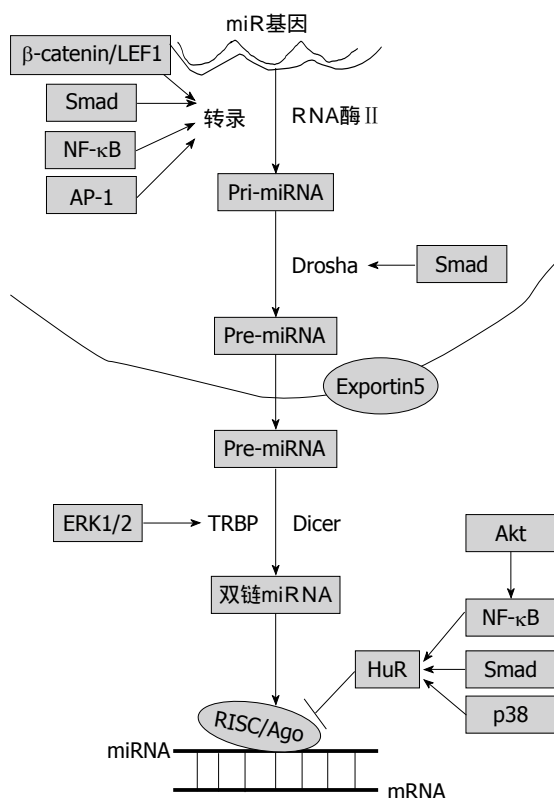 miR基因
β-catenin/LEF1
Smad
转录
RNA酶Ⅱ
NF-κB
AP-1
Pri-miRNA
Drosha
Smad
Pre-miRNA
Exportin5
Pre-miRNA
ERK1/2
TRBP
Dicer
Akt
双链miRNA
NF-κB
HuR
Smad
p38
RISC/Ago
miRNA
mRNA